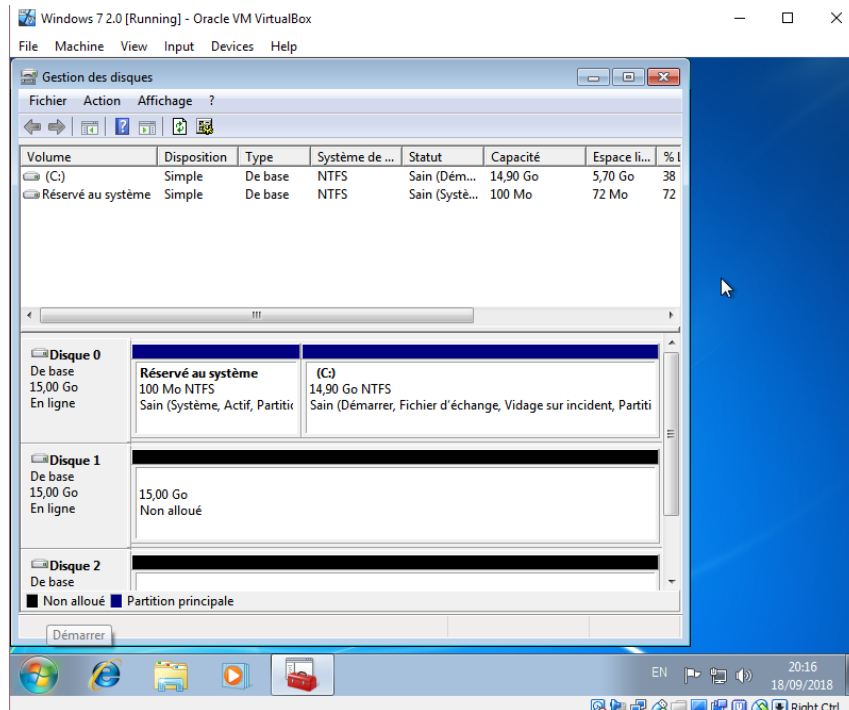 Windows 7 2.0 [Running] - Oracle VM VirtualBox
File Machine View Input Devices Help
Gestion des disques
Fichier Action Affichage ?
Volume Disposition Type Système de ... Statut Capacité Espace li... % L
(C:) Simple De base NTFS Sain (Dém... 14,90 Go 5,70 Go 38
Réservé au système Simple De base NTFS Sain (Systè... 100 Mo 72 Mo 72
Disque 0
De base
15,00 Go
En ligne
Réservé au système
100 Mo NTFS
Sain (Système, Actif, Partitic
(C:)
14,90 Go NTFS
Sain (Démarrer, Fichier d'échange, Vidage sur incident, Partiti
Disque 1
De base
15,00 Go
En ligne
15,00 Go
Non alloué
Disque 2
De base
Non alloué Partition principale
Démarrer
EN 20:16
18/09/2018
Right Ctrl